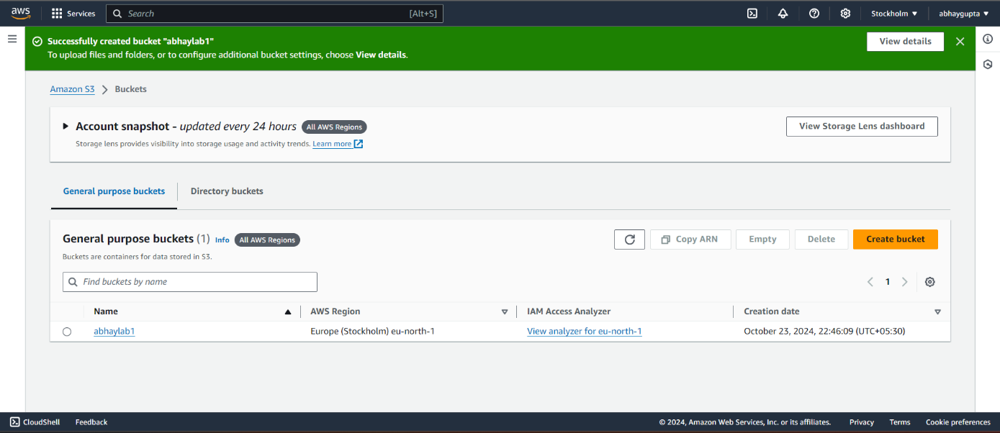 aws Services Search [Alt+S] Stockholm ▼ abhaygupta ▼
Successfully created bucket "abhaylab1"
To upload files and folders, or to configure additional bucket settings, choose View details.
View details
Amazon S3 > Buckets
Account snapshot - updated every 24 hours All AWS Regions
Storage lens provides visibility into storage usage and activity trends. Learn more
View Storage Lens dashboard
General purpose buckets Directory buckets
General purpose buckets (1) Info All AWS Regions
Buckets are containers for data stored in S3.
Copy ARN Empty Delete Create bucket
Find buckets by name
1
Name AWS Region IAM Access Analyzer Creation date
abhaylab1 Europe (Stockholm) eu-north-1 View analyzer for eu-north-1 October 23, 2024, 22:46:09 (UTC+05:30)
CloudShell Feedback © 2024, Amazon Web Services, Inc. or its affiliates. Privacy Terms Cookie preferences